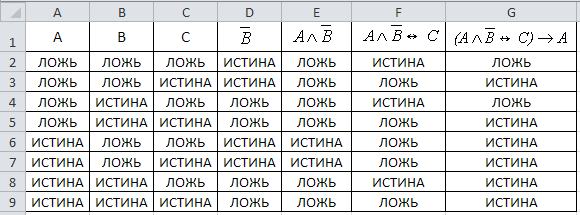 A B C D E F G
1 A B C B̅ A∧B̅ A∧B̅ ↔ C (A∧B̅ ↔ C)→A
2 ЛОЖЬ ЛОЖЬ ЛОЖЬ ИСТИНА ЛОЖЬ ИСТИНА ЛОЖЬ
3 ЛОЖЬ ЛОЖЬ ИСТИНА ИСТИНА ЛОЖЬ ЛОЖЬ ИСТИНА
4 ЛОЖЬ ИСТИНА ЛОЖЬ ЛОЖЬ ЛОЖЬ ИСТИНА ЛОЖЬ
5 ЛОЖЬ ИСТИНА ИСТИНА ЛОЖЬ ЛОЖЬ ЛОЖЬ ИСТИНА
6 ИСТИНА ЛОЖЬ ЛОЖЬ ИСТИНА ИСТИНА ЛОЖЬ ИСТИНА
7 ИСТИНА ЛОЖЬ ИСТИНА ИСТИНА ЛОЖЬ ЛОЖЬ ИСТИНА
8 ИСТИНА ИСТИНА ЛОЖЬ ЛОЖЬ ЛОЖЬ ИСТИНА ИСТИНА
9 ИСТИНА ИСТИНА ИСТИНА ЛОЖЬ ЛОЖЬ ЛОЖЬ ИСТИНА